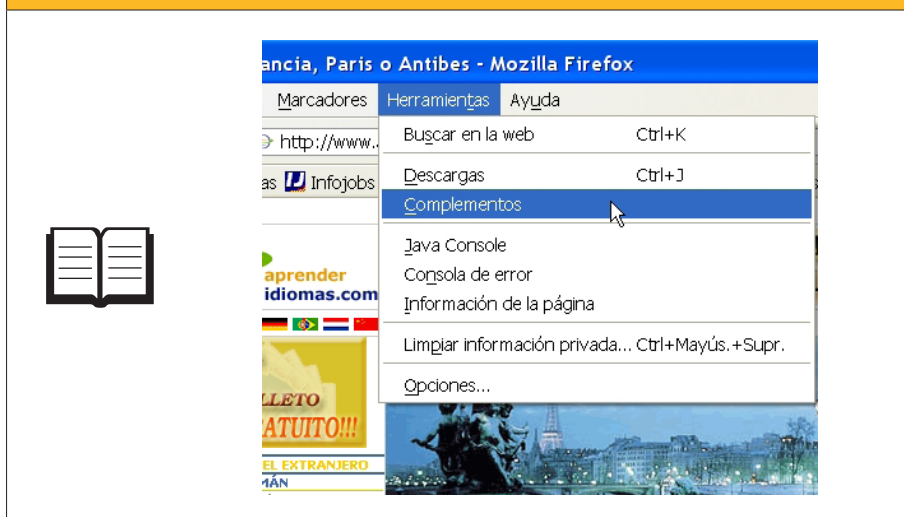 ancia, Paris o Antibes - Mozilla Firefox
Marcadores Herramientas Ayuda
http://www.
Buscar en la web Ctrl+K
as Infojobs
Descargas Ctrl+J
Complementos
Java Console
Consola de error
Información de la página
aprender
idiomas.com
Limpiar información privada... Ctrl+Mayús.+Supr.
Opciones...
LLETO
ATUITO!!!
EL EXTRANJERO
MÁN